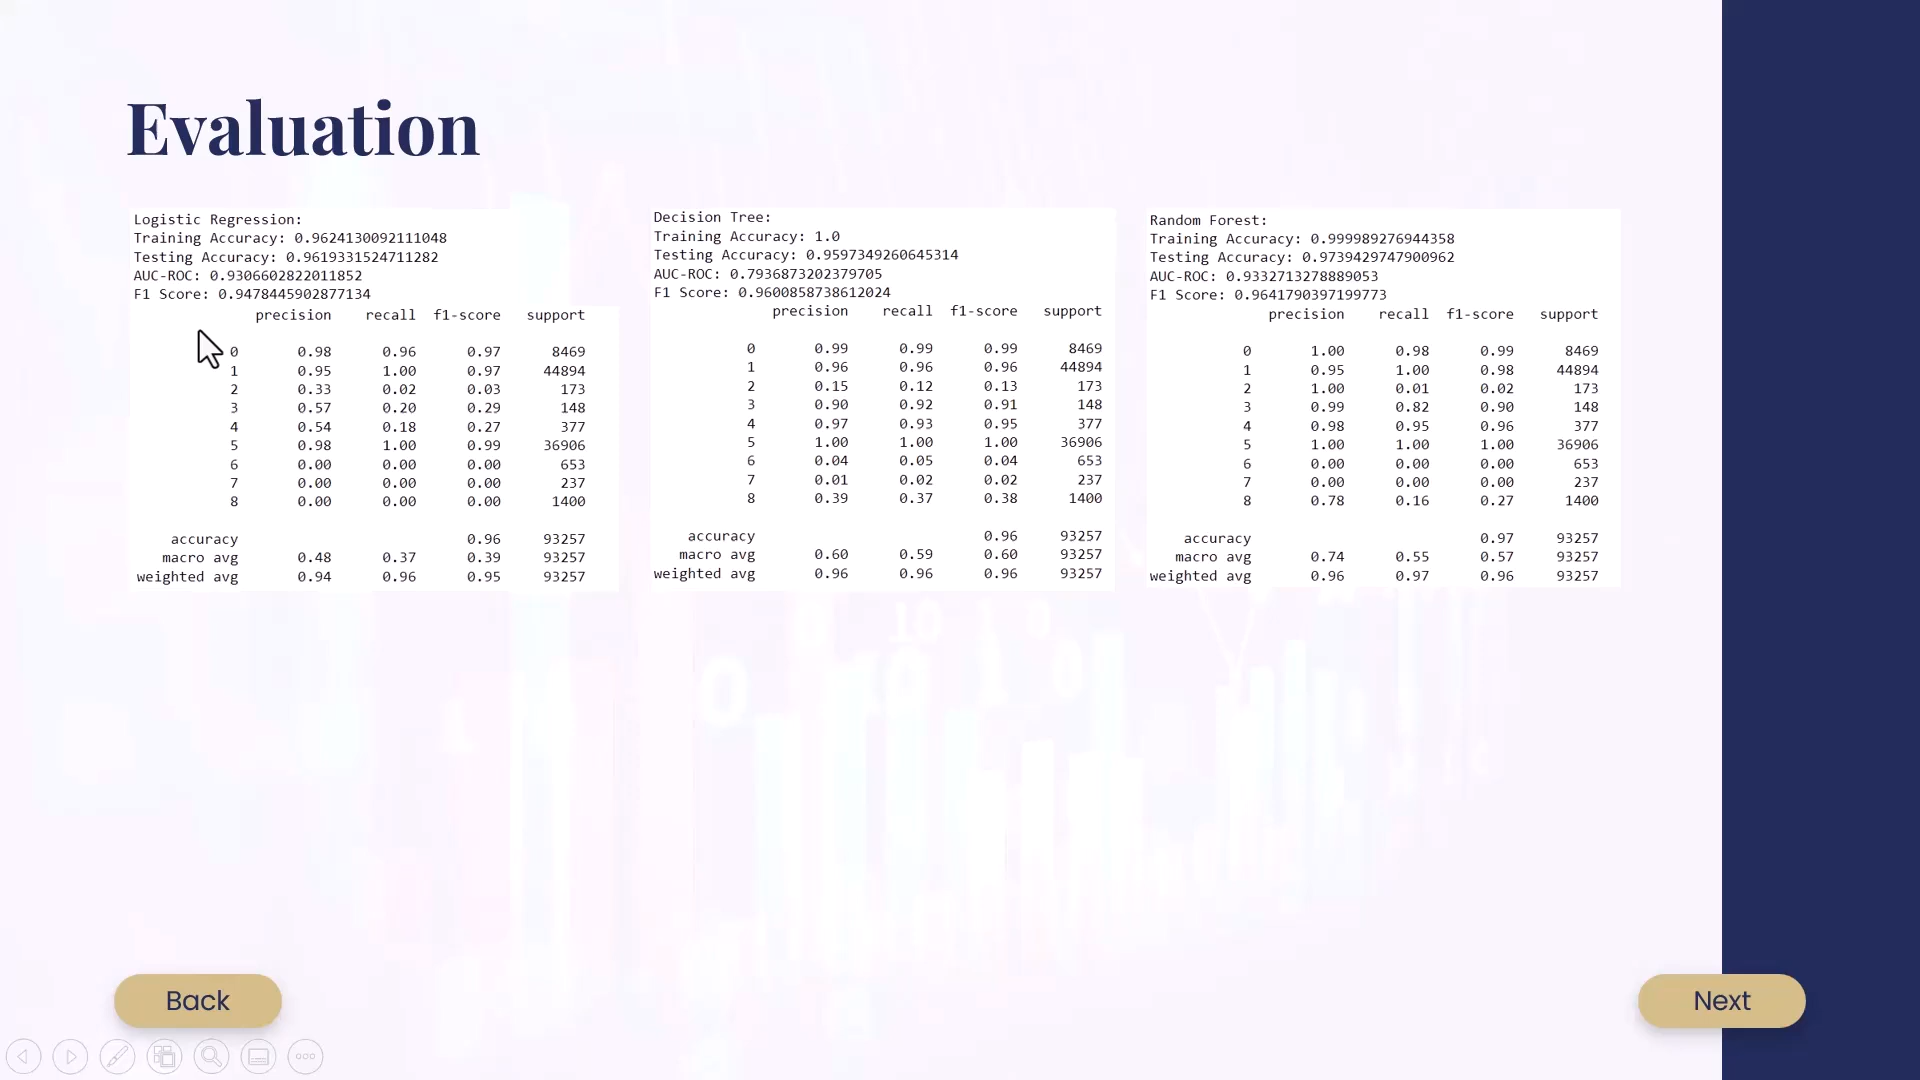 Evaluation
Logistic Regression:
Training Accuracy: 0.9624130092111048
Testing Accuracy: 0.9619331524711282
AUC-ROC: 0.9306602822011852
F1 Score: 0.9478445902877134
precision recall f1-score support
0 0.98 0.96 0.97 8469
1 0.95 1.00 0.97 44894
2 0.33 0.02 0.03 173
3 0.57 0.20 0.29 148
4 0.54 0.18 0.27 377
5 0.98 1.00 0.99 36906
6 0.00 0.00 0.00 653
7 0.00 0.00 0.00 237
8 0.00 0.00 0.00 1400
accuracy 0.96 93257
macro avg 0.48 0.37 0.39 93257
weighted avg 0.94 0.96 0.95 93257
Decision Tree:
Training Accuracy: 1.0
Testing Accuracy: 0.9597349260645314
AUC-ROC: 0.7936873202379705
F1 Score: 0.9600858738612024
precision recall f1-score support
0 0.99 0.99 0.99 8469
1 0.96 0.96 0.96 44894
2 0.15 0.12 0.13 173
3 0.90 0.92 0.91 148
4 0.97 0.93 0.95 377
5 1.00 1.00 1.00 36906
6 0.04 0.05 0.04 653
7 0.01 0.02 0.02 237
8 0.39 0.37 0.38 1400
accuracy 0.96 93257
macro avg 0.60 0.59 0.60 93257
weighted avg 0.96 0.96 0.96 93257
Random Forest:
Training Accuracy: 0.999989276944358
Testing Accuracy: 0.9739429747900962
AUC-ROC: 0.9332713278889053
F1 Score: 0.9641790397199773
precision recall f1-score support
0 1.00 0.98 0.99 8469
1 0.95 1.00 0.98 44894
2 1.00 0.01 0.02 173
3 0.99 0.82 0.90 148
4 0.98 0.95 0.96 377
5 1.00 1.00 1.00 36906
6 0.00 0.00 0.00 653
7 0.00 0.00 0.00 237
8 0.78 0.16 0.27 1400
accuracy 0.97 93257
macro avg 0.74 0.55 0.57 93257
weighted avg 0.96 0.97 0.96 93257
Back
Next